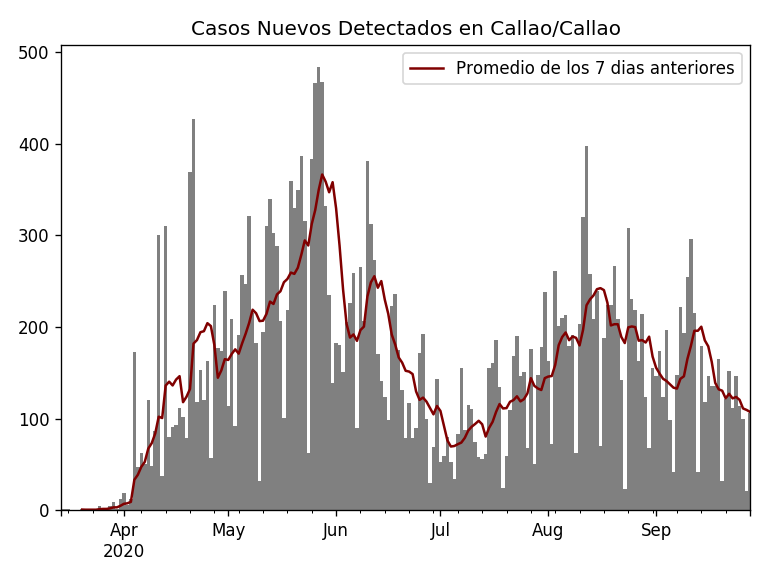 Casos Nuevos Detectados en Callao/Callao
Promedio de los 7 dias anteriores
500
400
300
200
100
0
Apr May Jun Jul Aug Sep
2020